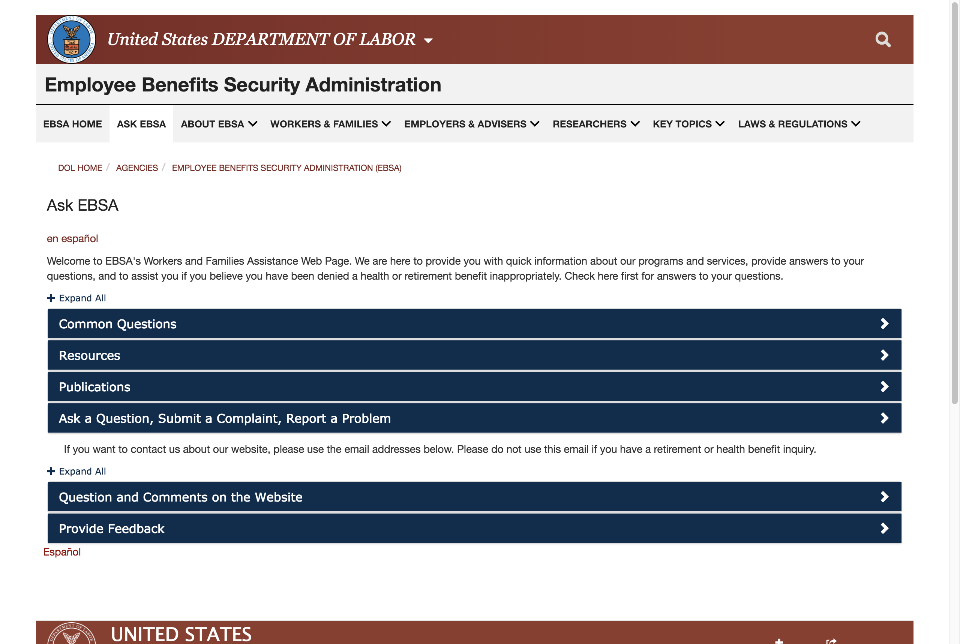 United States DEPARTMENT OF LABOR
Employee Benefits Security Administration
EBSA HOME ASK EBSA ABOUT EBSA WORKERS & FAMILIES EMPLOYERS & ADVISERS RESEARCHERS KEY TOPICS LAWS & REGULATIONS
DOL HOME / AGENCIES / EMPLOYEE BENEFITS SECURITY ADMINISTRATION (EBSA)
Ask EBSA
en español
Welcome to EBSA's Workers and Families Assistance Web Page. We are here to provide you with quick information about our programs and services, provide answers to your
questions, and to assist you if you believe you have been denied a health or retirement benefit inappropriately. Check here first for answers to your questions.
Expand All
Common Questions
Resources
Publications
Ask a Question, Submit a Complaint, Report a Problem
If you want to contact us about our website, please use the email addresses below. Please do not use this email if you have a retirement or health benefit inquiry.
Expand All
Question and Comments on the Website
Provide Feedback
Español
UNITED STATES